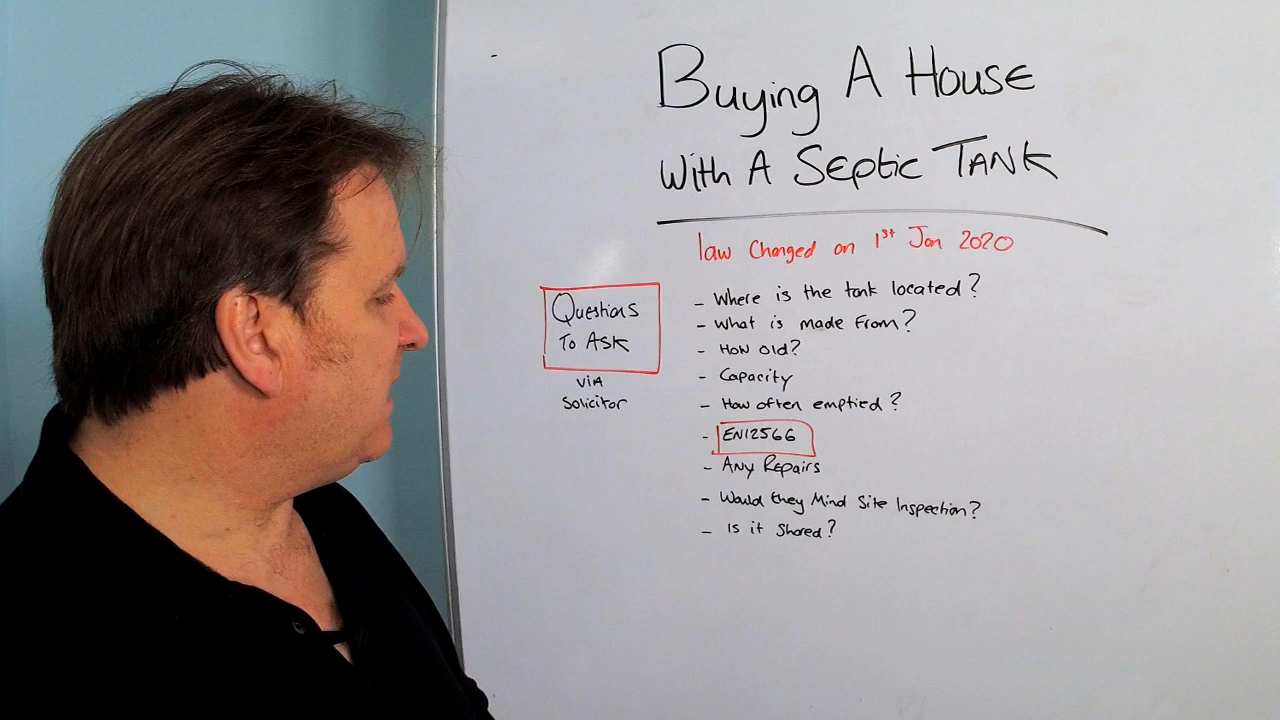 Buying A House
With A Septic Tank
law Changed on 1st Jan 2020
Questions
To Ask
via
Solicitor
- Where is the tank located?
- What is made from?
- How old?
- Capacity
- How often emptied?
- EN12566
- Any Repairs
- Would they Mind Site Inspection?
- Is it shared?